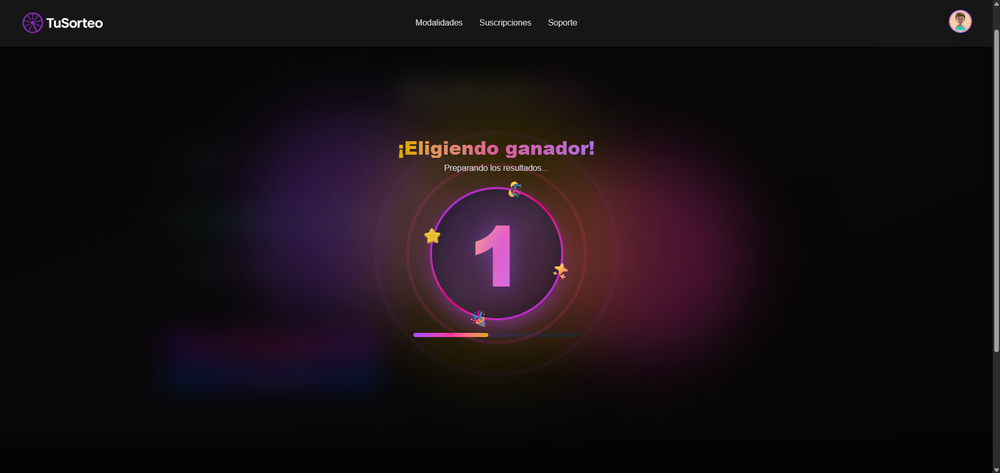 TuSorteo
Modalidades
Suscripciones
Soporte
¡Eligiendo ganador!
Preparando los resultados...
1